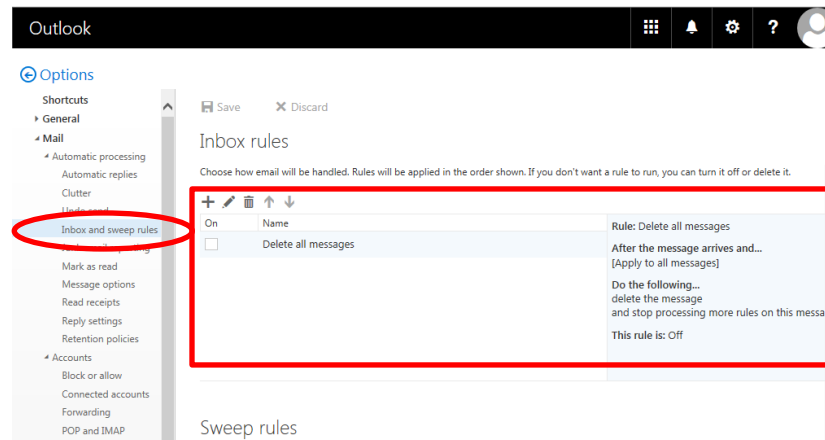 Outlook
?
Options
Shortcuts
General
Mail
Automatic processing
Automatic replies
Clutter
Undo send
Inbox and sweep rules
Mark as read
Message options
Read receipts
Reply settings
Retention policies
Accounts
Block or allow
Connected accounts
Forwarding
POP and IMAP
Save Discard
Inbox rules
Choose how email will be handled. Rules will be applied in the order shown. If you don't want a rule to run, you can turn it off or delete it.
On Name
Delete all messages
Rule: Delete all messages
After the message arrives and...
[Apply to all messages]
Do the following...
delete the message
and stop processing more rules on this messa
This rule is: Off
Sweep rules